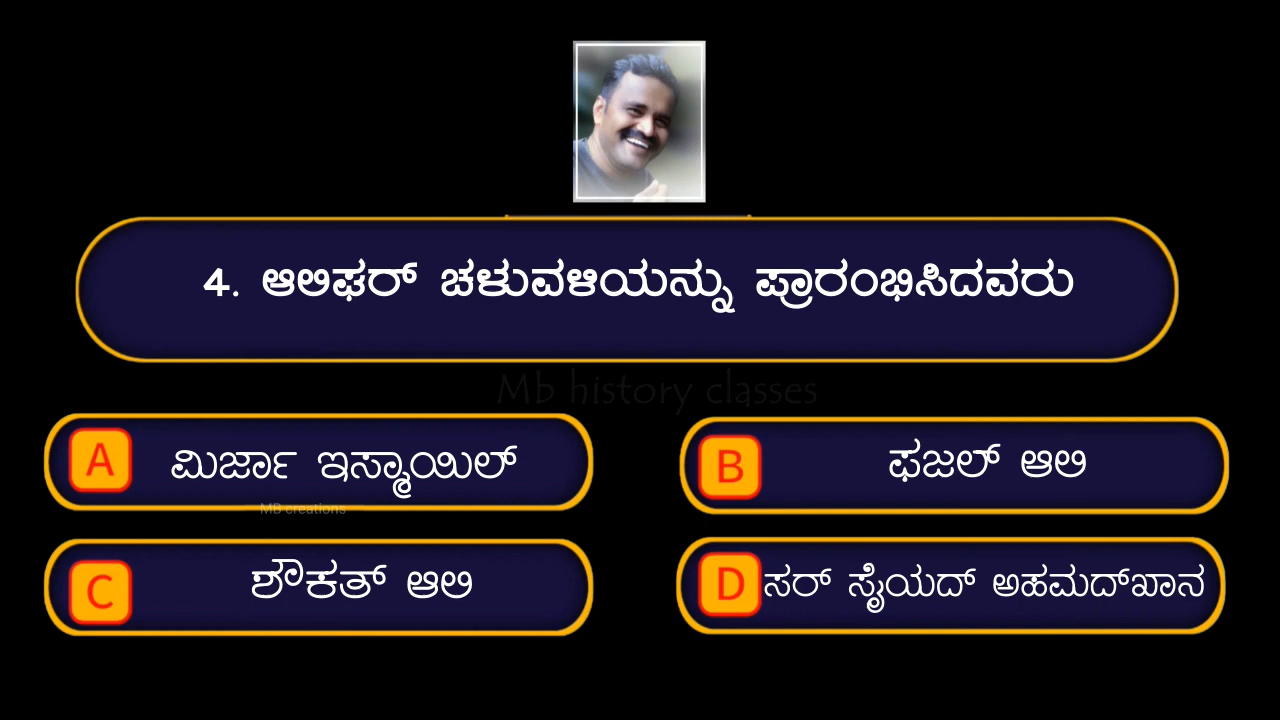 4. ಆಲಿಘರ್ ಚಳುವಳಿಯನ್ನು ಪ್ರಾರಂಭಿಸಿದವರು
Mb history classes
A ಮಿರ್ಜಾ ಇಸ್ಮಾಯಿಲ್
B ಫಜಲ್ ಆಲಿ
MB creations
C ಶೌಕತ್ ಆಲಿ
D ಸರ್ ಸೈಯದ್ ಅಹಮದ್‌ಖಾನ